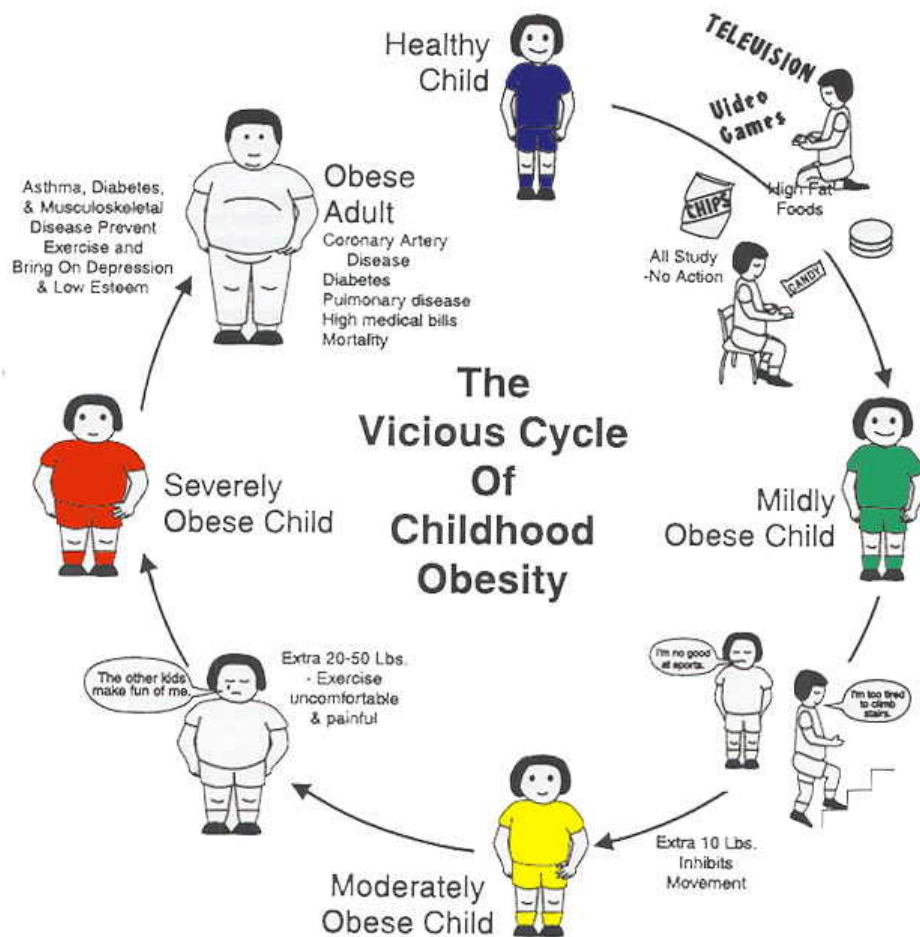 Healthy
Child
TELEVISION
Video
Games
High Fat
Foods
CHIPS
All Study
-No Action
CANDY
Mildly
Obese Child
I'm no good
at sports.
I'm too tired
to climb
stairs.
Extra 10 Lbs.
Inhibits
Movement
Moderately
Obese Child
Extra 20-50 Lbs.
- Exercise
uncomfortable
& painful
The other kids
make fun of me.
Severely
Obese Child
Asthma, Diabetes,
& Musculoskeletal
Disease Prevent
Exercise and
Bring On Depression
& Low Esteem
Obese
Adult
Coronary Artery
Disease
Diabetes
Pulmonary disease
High medical bills
Mortality
The
Vicious Cycle
Of
Childhood
Obesity